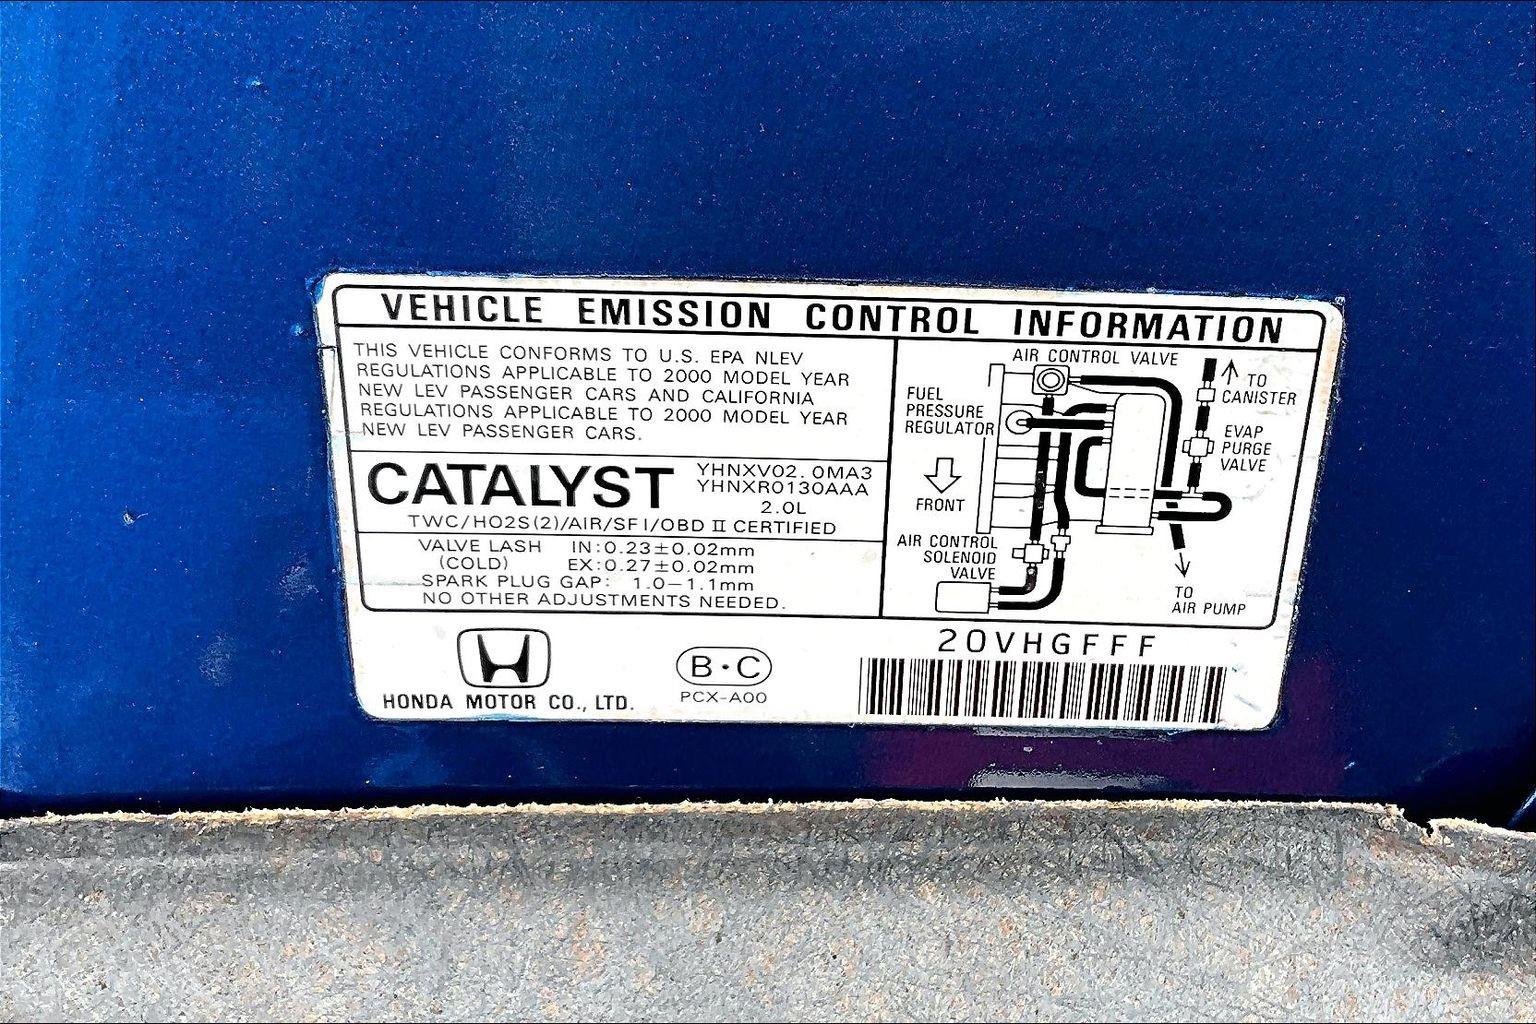 VEHICLE EMISSION CONTROL INFORMATION
THIS VEHICLE CONFORMS TO U.S. EPA NLEV
REGULATIONS APPLICABLE TO 2000 MODEL YEAR
NEW LEV PASSENGER CARS AND CALIFORNIA
REGULATIONS APPLICABLE TO 2000 MODEL YEAR
NEW LEV PASSENGER CARS.
CATALYST
YHNXV02.0MA3
YHNXR0130AAA
2.0L
TWC/HO2S(2)/AIR/SFI/OBD II CERTIFIED
VALVE LASH IN:0.23±0.02mm
(COLD) EX:0.27±0.02mm
SPARK PLUG GAP: 1.0-1.1mm
NO OTHER ADJUSTMENTS NEEDED.
AIR CONTROL VALVE
TO
CANISTER
FUEL
PRESSURE
REGULATOR
EVAP
PURGE
VALVE
FRONT
AIR CONTROL
SOLENOID
VALVE
TO
AIR PUMP
HONDA MOTOR CO., LTD.
B·C
PCX-A00
20VHGFFF